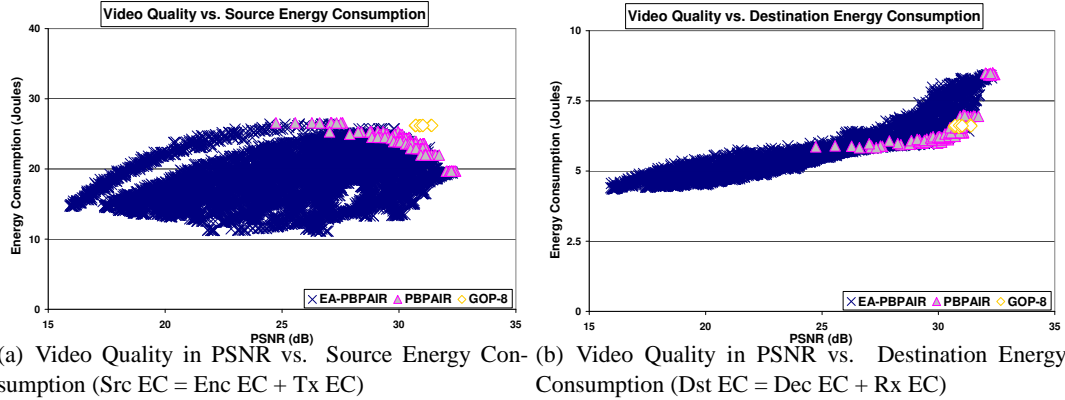 Video Quality vs. Source Energy Consumption
Energy Consumption (Joules)
40
30
20
10
0
EA-PBPAIR PBPAIR GOP-8
15 20 25 30 35
PSNR (dB)
(a) Video Quality in PSNR vs. Source Energy Con-
sumption (Src EC = Enc EC + Tx EC)
Video Quality vs. Destination Energy Consumption
Energy Consumption (Joules)
10
7.5
5
2.5
0
EA-PBPAIR PBPAIR GOP-8
15 20 25 30 35
PSNR (dB)
(b) Video Quality in PSNR vs. Destination Energy
Consumption (Dst EC = Dec EC + Rx EC)